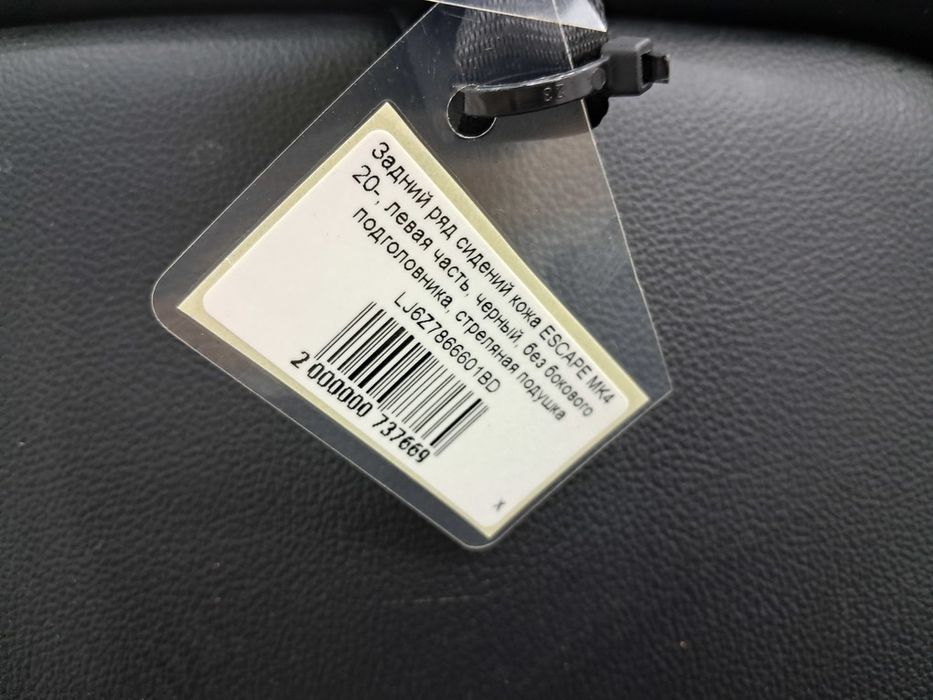 Задний ряд сидений кожа ESCAPE MK4
20-, левая часть, черный, без бокового
подголовника, стреляная подушка
LJ6Z7866601BD
2 000000 737669
x